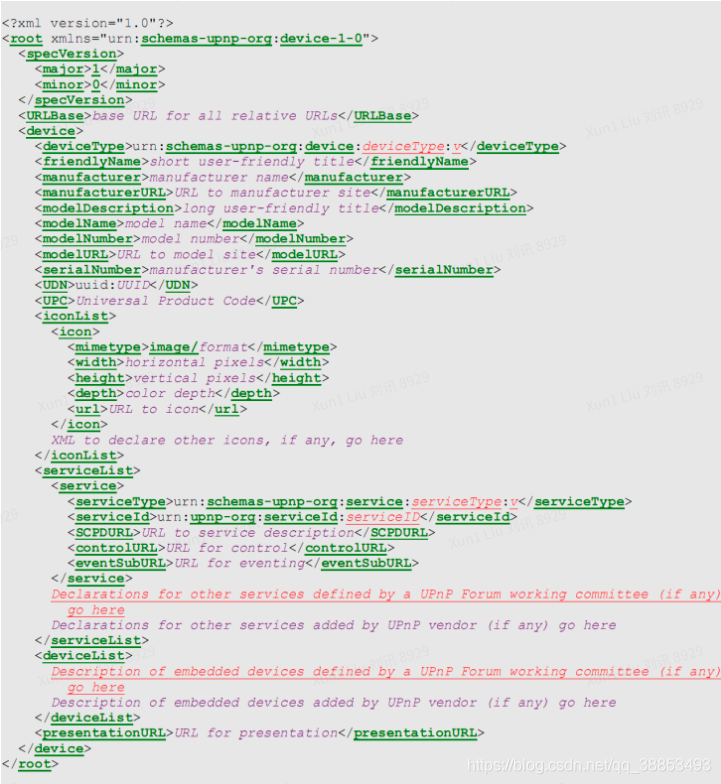 <?xml version="1.0"?>
<root xmlns="urn:schemas-upnp-org:device-1-0">
<specVersion>
<major>1</major>
<minor>0</minor>
</specVersion>
<URLBase>base URL for all relative URLs</URLBase>
<device>
<deviceType>urn:schemas-upnp-org:device:deviceType:v</deviceType>
<friendlyName>short user-friendly title</friendlyName>
<manufacturer>manufacturer name</manufacturer>
<manufacturerURL>URL to manufacturer site</manufacturerURL>
<modelDescription>long user-friendly title</modelDescription>
<modelName>model name</modelName>
<modelNumber>model number</modelNumber>
<modelURL>URL to model site</modelURL>
<serialNumber>manufacturer's serial number</serialNumber>
<UDN>uuid:UUID</UDN>
<UPC>Universal Product Code</UPC>
<iconList>
<icon>
<mimetype>image/format</mimetype>
<width>horizontal pixels</width>
<height>vertical pixels</height>
<depth>color depth</depth>
<url>URL to icon</url>
</icon>
XML to declare other icons, if any, go here
</iconList>
<serviceList>
<service>
<serviceType>urn:schemas-upnp-org:service:serviceType:v</serviceType>
<serviceId>urn:upnp-org:serviceId:serviceID</serviceId>
<SCPDURL>URL to service description</SCPDURL>
<controlURL>URL for control</controlURL>
<eventSubURL>URL for eventing</eventSubURL>
</service>
Declarations for other services defined by a UPnP Forum working committee (if any)
go here
Declarations for other services added by UPnP vendor (if any) go here
</serviceList>
<deviceList>
Description of embedded devices defined by a UPnP Forum working committee (if any)
go here
Description of embedded devices added by UPnP vendor (if any) go here
</deviceList>
<presentationURL>URL for presentation</presentationURL>
</device>
</root>
https://blog.csdn.net/qq_38853493